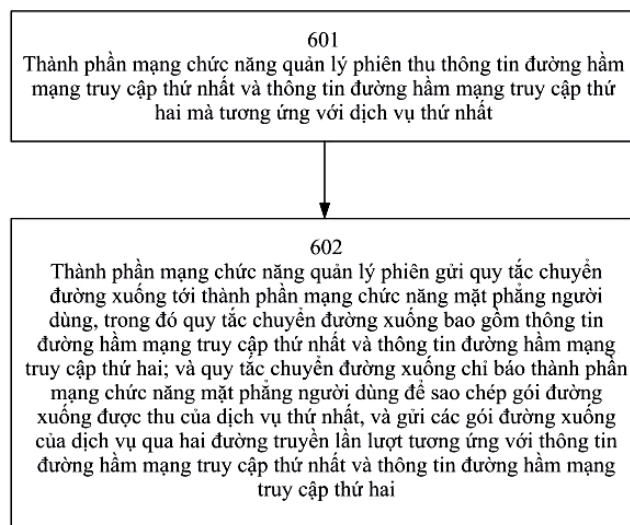 601
Thành phần mạng chức năng quản lý phiên thu thông tin đường hầm
mạng truy cập thứ nhất và thông tin đường hầm mạng truy cập thứ
hai mà tương ứng với dịch vụ thứ nhất
602
Thành phần mạng chức năng quản lý phiên gửi quy tắc chuyển
đường xuống tới thành phần mạng chức năng mặt phẳng người
dùng, trong đó quy tắc chuyển đường xuống bao gồm thông tin
đường hầm mạng truy cập thứ nhất và thông tin đường hầm mạng
truy cập thứ hai; và quy tắc chuyển đường xuống chỉ báo thành phần
mạng chức năng mặt phẳng người dùng để sao chép gói đường
xuống được thu của dịch vụ thứ nhất, và gửi các gói đường xuống
của dịch vụ qua hai đường truyền lần lượt tương ứng với thông tin
đường hầm mạng truy cập thứ nhất và thông tin đường hầm mạng
truy cập thứ hai